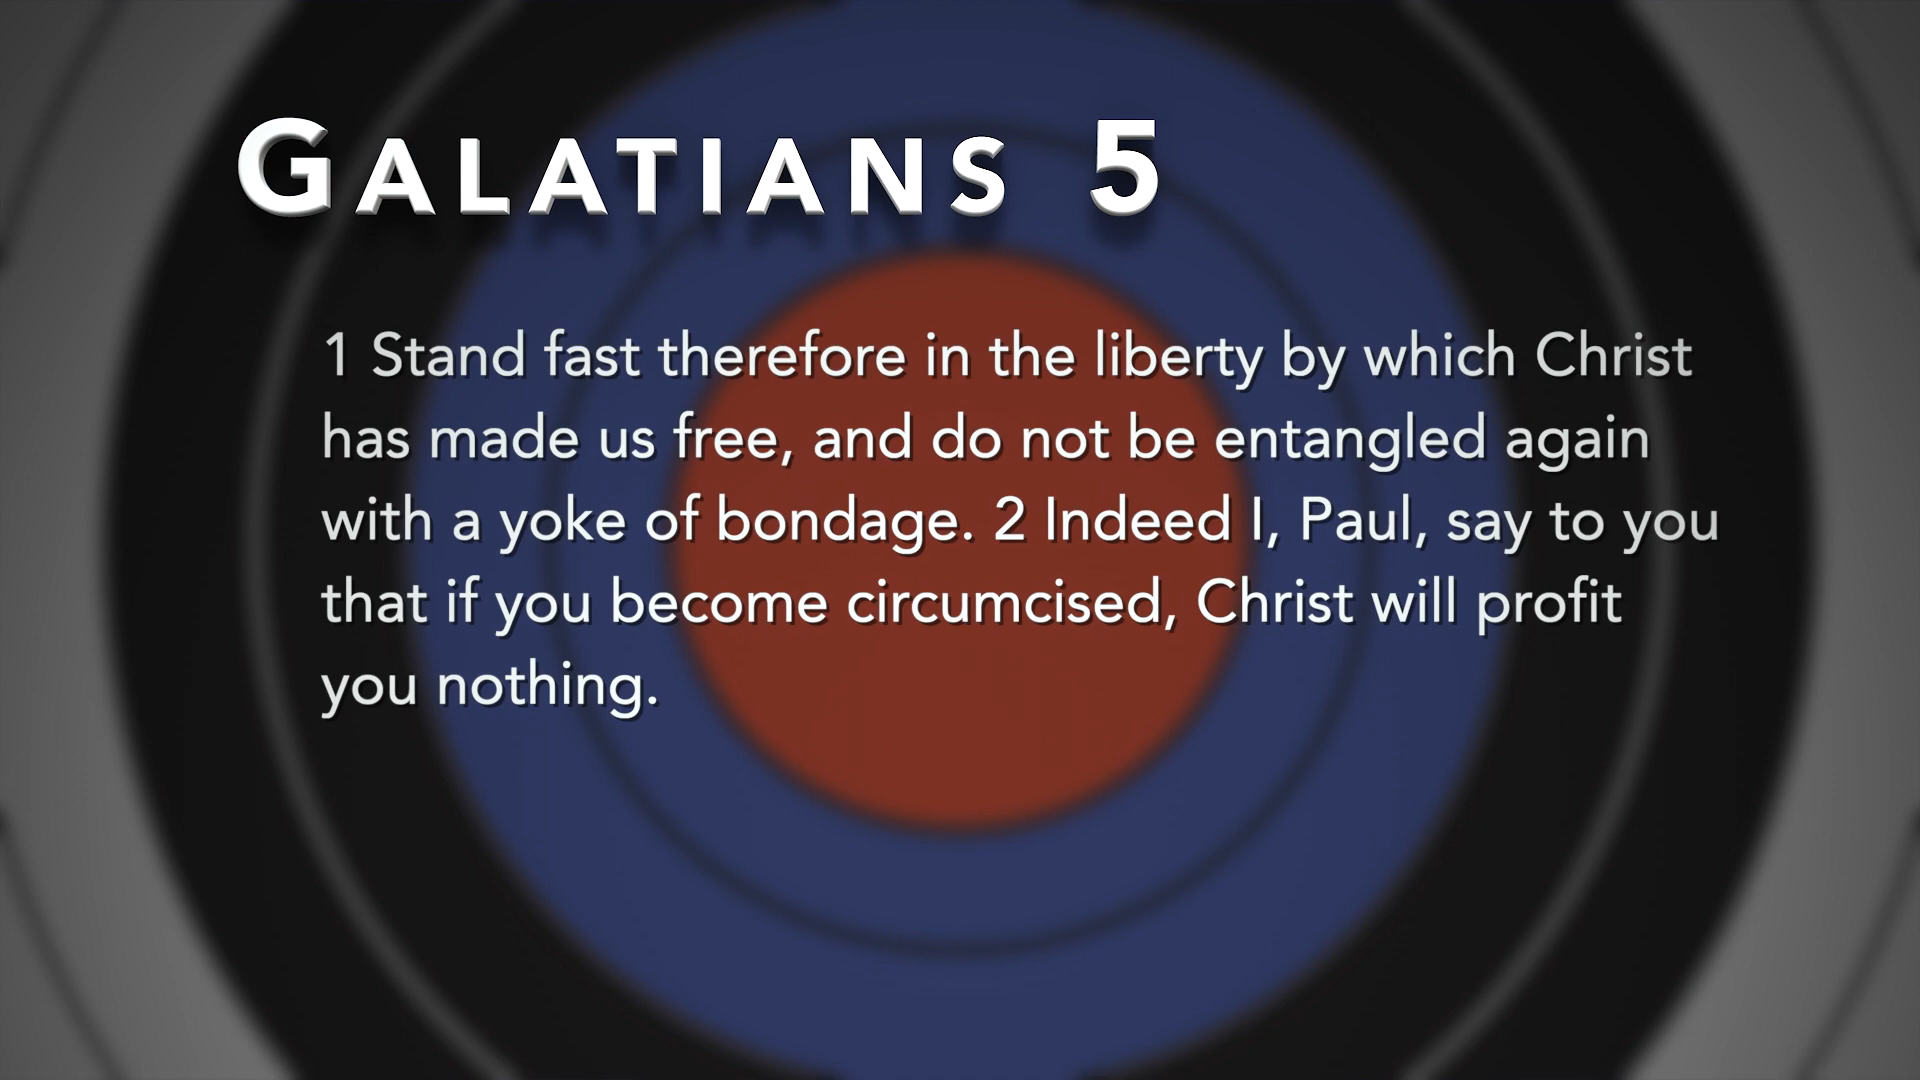 GALATIANS 5
1 Stand fast therefore in the liberty by which Christ
has made us free, and do not be entangled again
with a yoke of bondage. 2 Indeed I, Paul, say to you
that if you become circumcised, Christ will profit
you nothing.